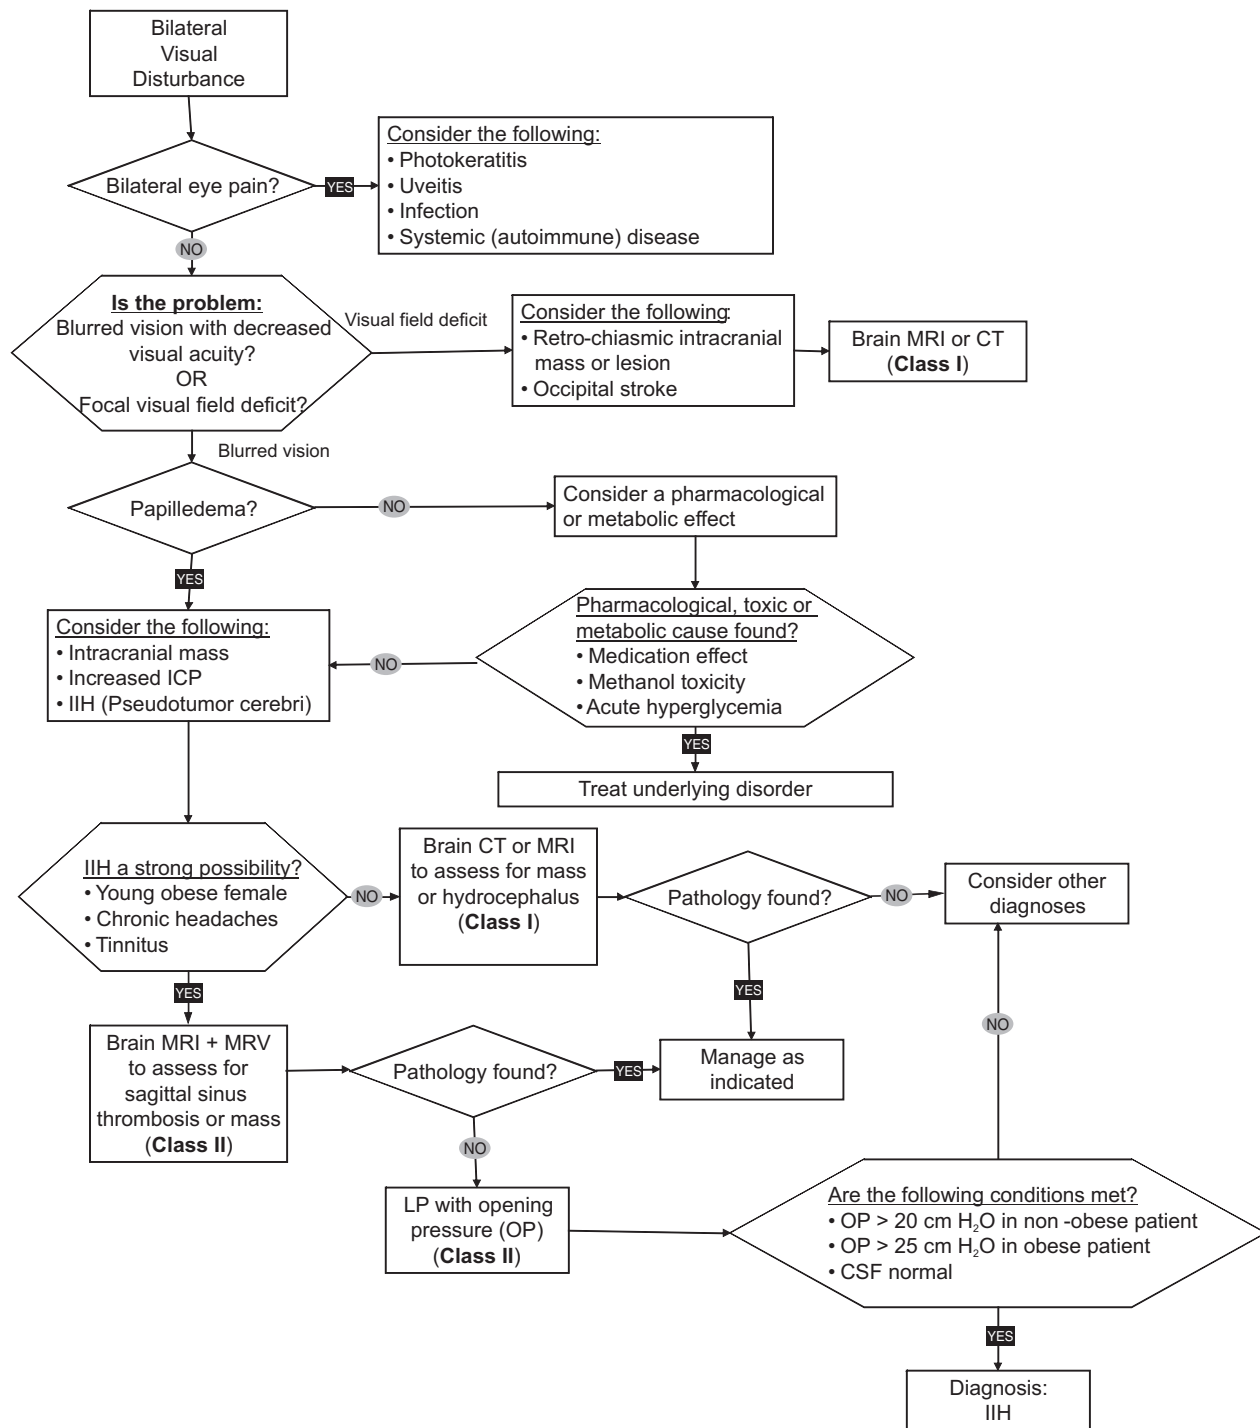 Bilateral
Visual
Disturbance
Bilateral eye pain?
YES
Consider the following:
• Photokeratitis
• Uveitis
• Infection
• Systemic (autoimmune) disease
NO
Is the problem:
Blurred vision with decreased
visual acuity?
OR
Focal visual field deficit?
Visual field deficit
Consider the following:
• Retro-chiasmic intracranial
mass or lesion
• Occipital stroke
Brain MRI or CT
(Class I)
Blurred vision
Papilledema?
NO
Consider a pharmacological
or metabolic effect
YES
Pharmacological, toxic or
metabolic cause found?
• Medication effect
• Methanol toxicity
• Acute hyperglycemia
NO
Consider the following:
• Intracranial mass
• Increased ICP
• IIH (Pseudotumor cerebri)
YES
Treat underlying disorder
IIH a strong possibility?
• Young obese female
• Chronic headaches
• Tinnitus
NO
Brain CT or MRI
to assess for mass
or hydrocephalus
(Class I)
Pathology found?
NO
Consider other
diagnoses
YES
YES
Brain MRI + MRV
to assess for
sagittal sinus
thrombosis or mass
(Class II)
Pathology found?
YES
Manage as
indicated
NO
NO
LP with opening
pressure (OP)
(Class II)
Are the following conditions met?
• OP > 20 cm H₂O in non -obese patient
• OP > 25 cm H₂O in obese patient
• CSF normal
YES
Diagnosis:
IIH